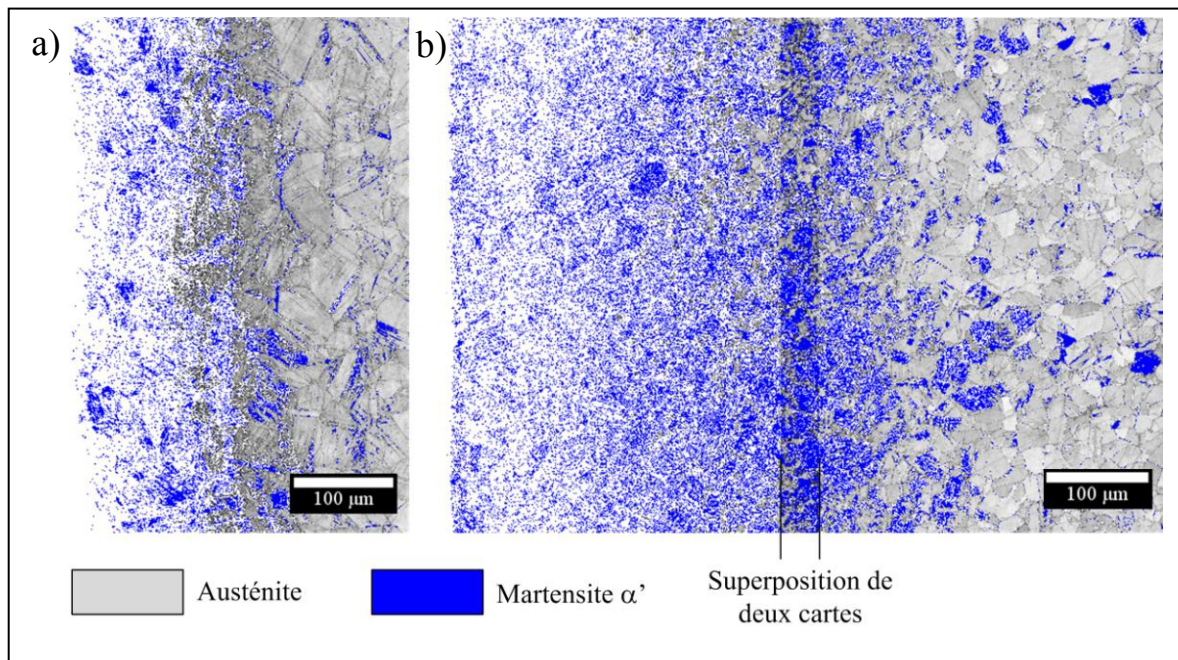 a)
b)
100 µm
100 µm
Austénite
Martensite α’
Superposition de
deux cartes